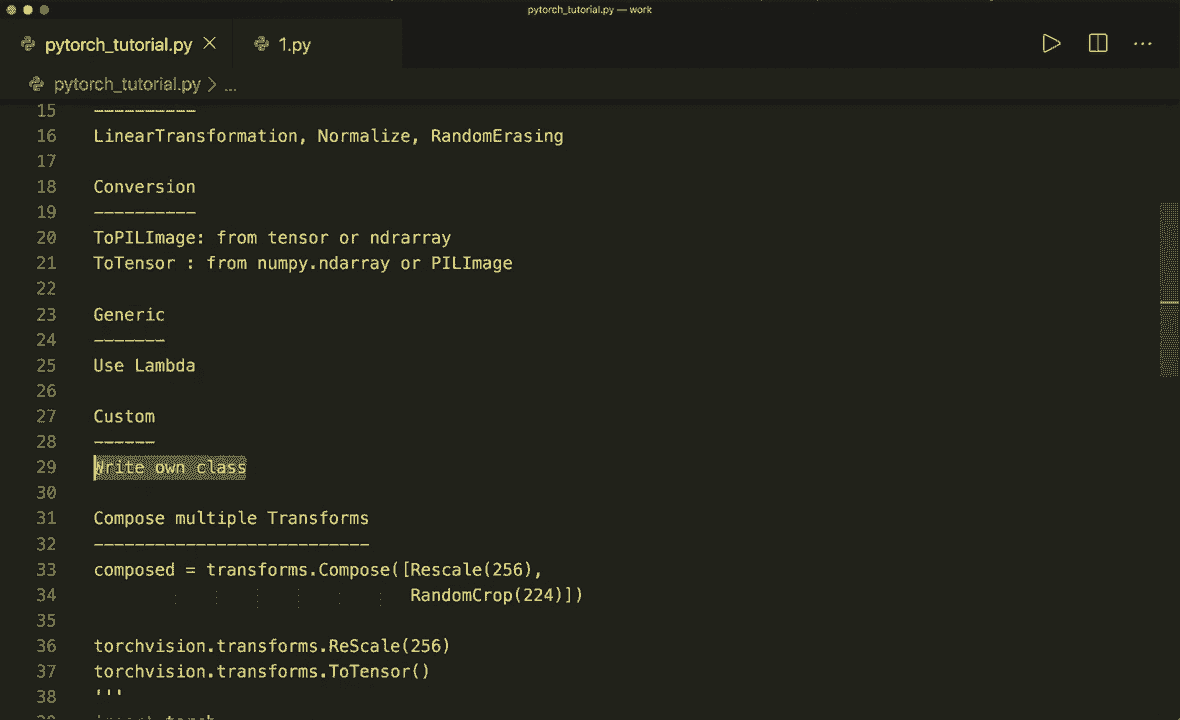 pytorch_tutorial.py — work
pytorch_tutorial.py 1.py
pytorch_tutorial.py > ...
15 ---------
16 LinearTransformation, Normalize, RandomErasing
17
18 Conversion
19 ----------
20 ToPILImage: from tensor or ndrarray
21 ToTensor : from numpy.ndarray or PILImage
22
23 Generic
24 -------
25 Use Lambda
26
27 Custom
28 ------
29 Write own class
30
31 Compose multiple Transforms
32 ---------------------------
33 composed = transforms.Compose([Rescale(256),
34 RandomCrop(224)])
35
36 torchvision.transforms.ReScale(256)
37 torchvision.transforms.ToTensor()
38 '''